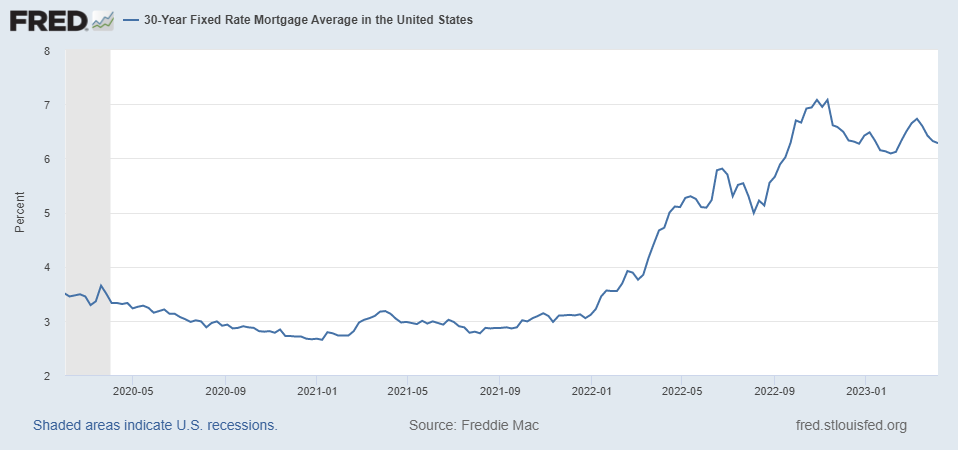 FRED 30-Year Fixed Rate Mortgage Average in the United States
8
7
6
5
4
3
2
Percent
2020-05 2020-09 2021-01 2021-05 2021-09 2022-01 2022-05 2022-09 2023-01
Shaded areas indicate U.S. recessions. Source: Freddie Mac fred.stlouisfed.org